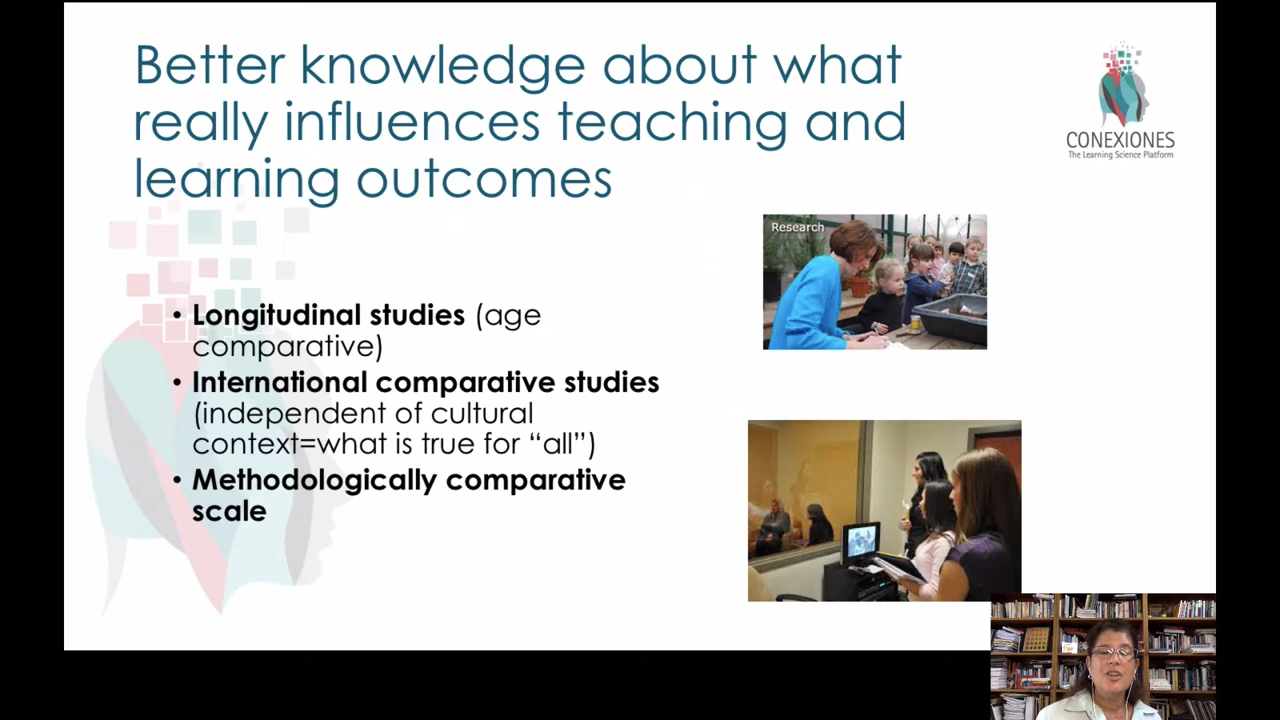 Better knowledge about what
really influences teaching and
learning outcomes
CONEXIONES
The Learning Science Platform
Research
• Longitudinal studies (age
comparative)
• International comparative studies
(independent of cultural
context=what is true for “all”)
• Methodologically comparative
scale